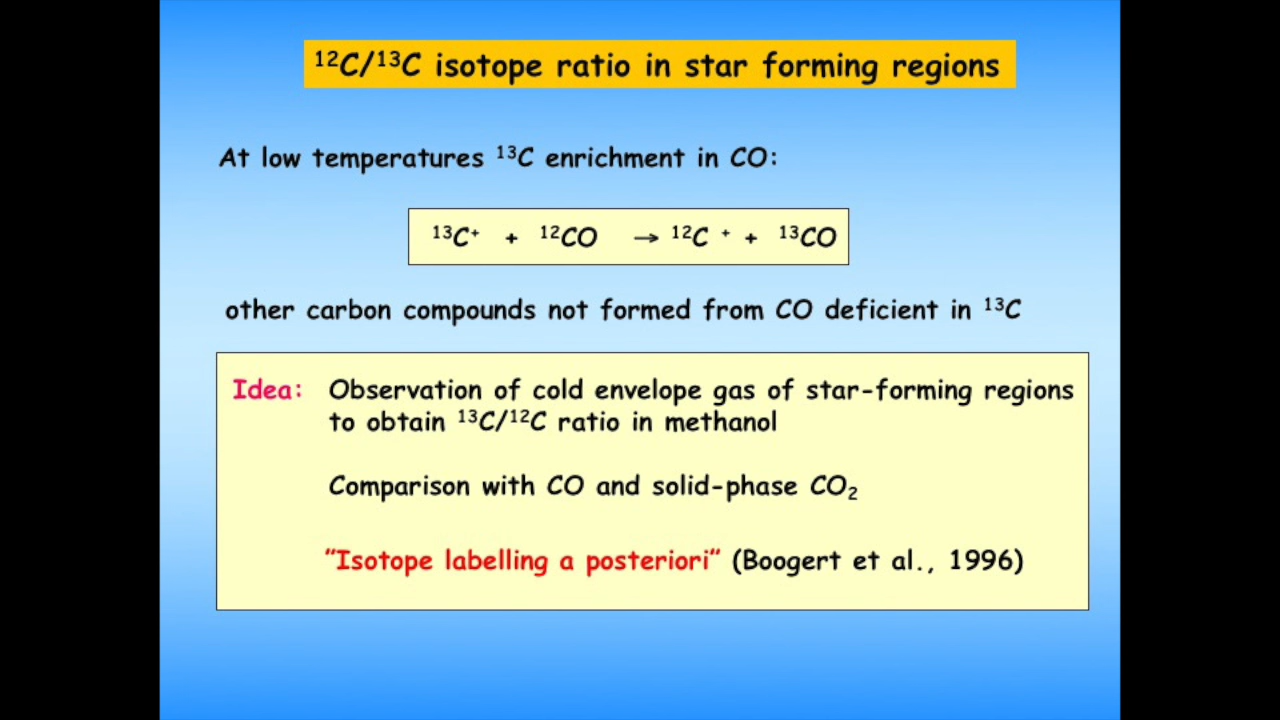 ¹²C/¹³C isotope ratio in star forming regions
At low temperatures ¹³C enrichment in CO:
¹³C⁺ + ¹²CO → ¹²C ⁺ + ¹³CO
other carbon compounds not formed from CO deficient in ¹³C
Idea: Observation of cold envelope gas of star-forming regions
to obtain ¹³C/¹²C ratio in methanol
Comparison with CO and solid-phase CO₂
"Isotope labelling a posteriori" (Boogert et al., 1996)